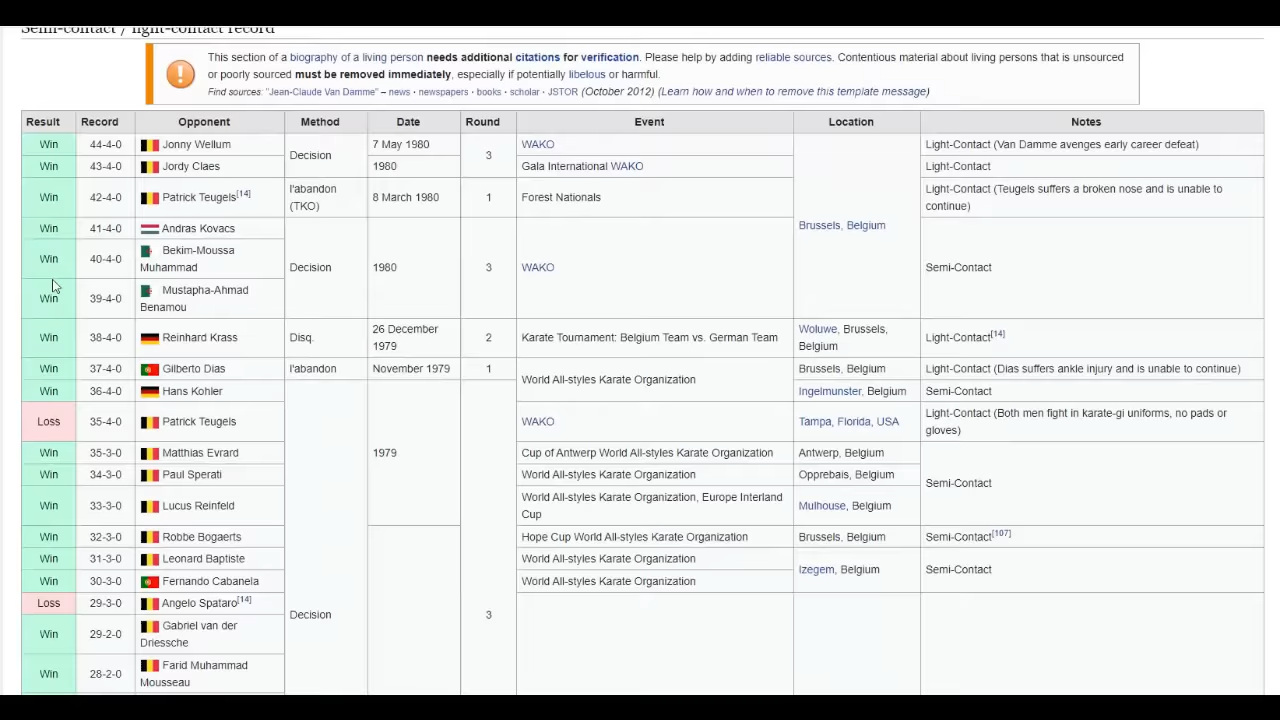 Semi-contact / light-contact record
This section of a biography of a living person needs additional citations for verification. Please help by adding reliable sources. Contentious material about living persons that is unsourced
or poorly sourced must be removed immediately, especially if potentially libelous or harmful.
Find sources: "Jean-Claude Van Damme" – news · newspapers · books · scholar · JSTOR (October 2012) (Learn how and when to remove this template message)
Result Record Opponent Method Date Round Event Location Notes
Win 44-4-0 Jonny Wellum Decision 7 May 1980 3 WAKO Brussels, Belgium Light-Contact (Van Damme avenges early career defeat)
Win 43-4-0 Jordy Claes 1980 Gala International WAKO Light-Contact
Win 42-4-0 Patrick Teugels[14] l'abandon 8 March 1980 1 Forest Nationals Light-Contact (Teugels suffers a broken nose and is unable to
(TKO) continue)
Win 41-4-0 Andras Kovacs Decision 1980 3 WAKO Semi-Contact
Win 40-4-0 Bekim-Moussa
Muhammad
Win 39-4-0 Mustapha-Ahmad
Benamou
Win 38-4-0 Reinhard Krass Disq. 26 December 2 Karate Tournament: Belgium Team vs. German Team Woluwe, Brussels, Light-Contact[14]
1979 Belgium
Win 37-4-0 Gilberto Dias l'abandon November 1979 1 World All-styles Karate Organization Brussels, Belgium Light-Contact (Dias suffers ankle injury and is unable to continue)
Win 36-4-0 Hans Kohler Decision 1979 3 Ingelmunster, Belgium Semi-Contact
Loss 35-4-0 Patrick Teugels WAKO Tampa, Florida, USA Light-Contact (Both men fight in karate-gi uniforms, no pads or
gloves)
Win 35-3-0 Matthias Evrard Cup of Antwerp World All-styles Karate Organization Antwerp, Belgium Semi-Contact
Win 34-3-0 Paul Sperati World All-styles Karate Organization Opprebais, Belgium
Win 33-3-0 Lucus Reinfeld World All-styles Karate Organization, Europe Interland Mulhouse, Belgium
Cup
Win 32-3-0 Robbe Bogaerts Hope Cup World All-styles Karate Organization Brussels, Belgium Semi-Contact[107]
Win 31-3-0 Leonard Baptiste World All-styles Karate Organization Izegem, Belgium Semi-Contact
Win 30-3-0 Fernando Cabanela World All-styles Karate Organization
Loss 29-3-0 Angelo Spataro[14]
Win 29-2-0 Gabriel van der
Driessche
Win 28-2-0 Farid Muhammad
Mousseau